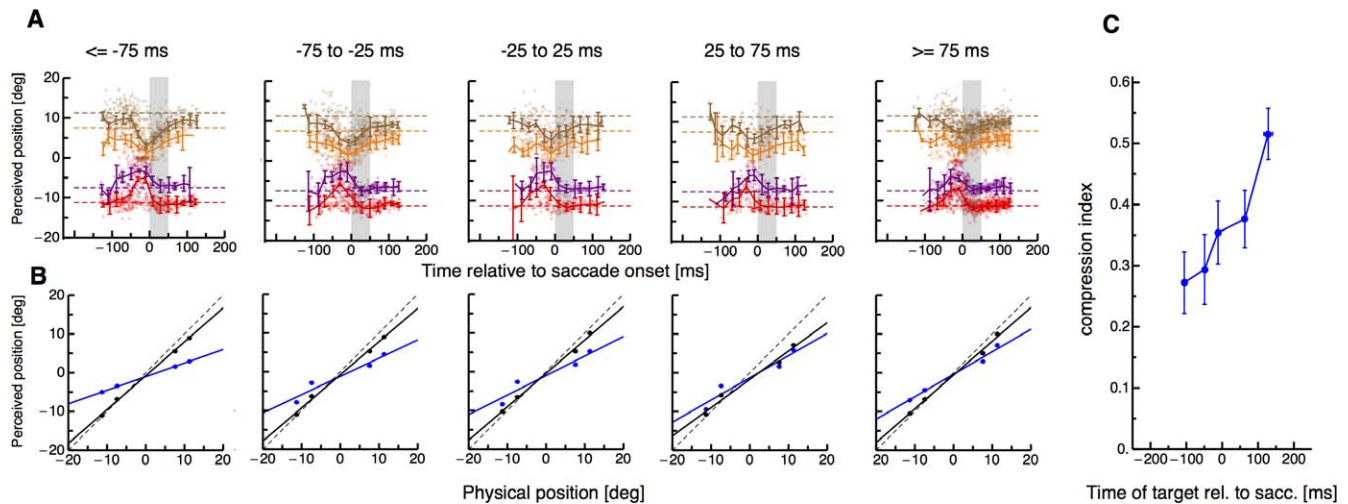 A
C
<= -75 ms
-75 to -25 ms
-25 to 25 ms
25 to 75 ms
>= 75 ms
Perceived position [deg]
20
10
0
−10
−20
−100 0 100 200
−100 0 100 200
−100 0 100 200
−100 0 100 200
−100 0 100 200
Time relative to saccade onset [ms]
B
Perceived position [deg]
20
10
0
−10
−20
−20 −10 0 10 20
−20 −10 0 10 20
−20 −10 0 10 20
−20 −10 0 10 20
−20 −10 0 10 20
Physical position [deg]
compression index
0.6
0.5
0.4
0.3
0.2
0.1
0.0
−200 −100 0 100 200
Time of target rel. to sacc. [ms]